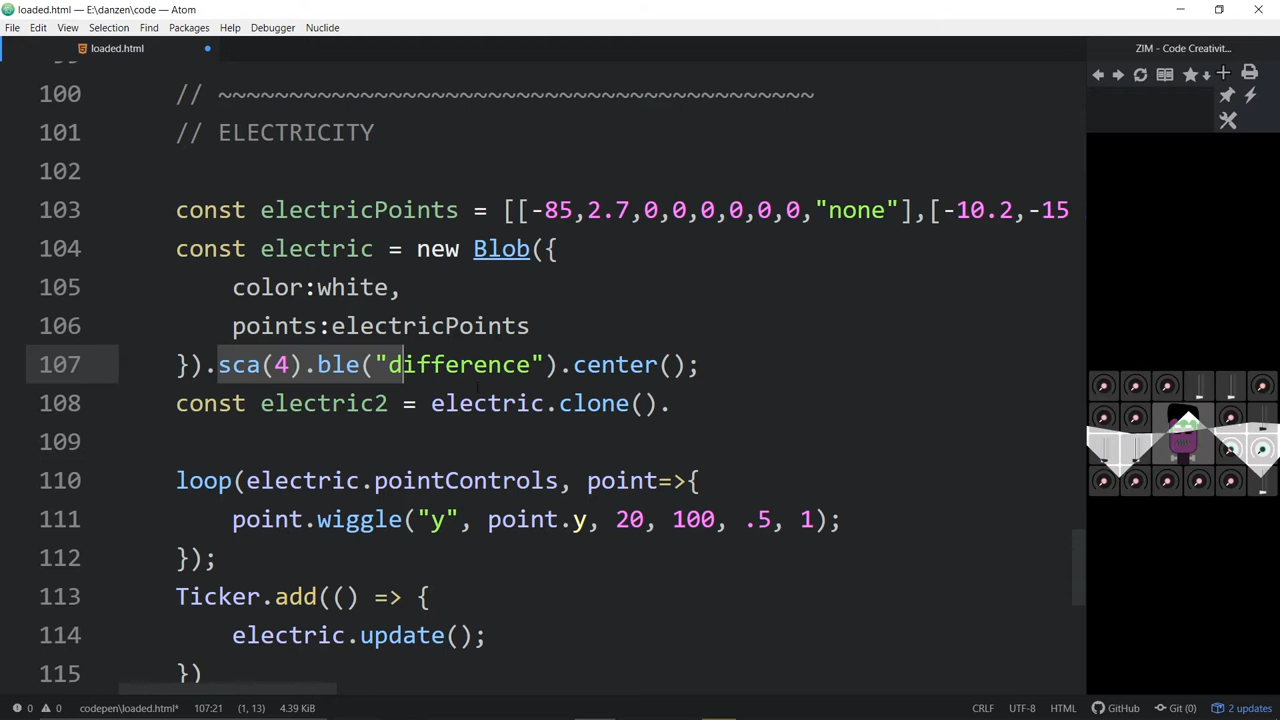 loaded.html — E:\danzen\code — Atom
File Edit View Selection Find Packages Help Debugger Nuclide
loaded.html
ZIM - Code Creativit...
100 // ~~~~~~~~~~~~~~~~~~~~~~~~~~~~~~~~~~~~~~~~~~
101 // ELECTRICITY
102
103 const electricPoints = [[-85,2.7,0,0,0,0,0,0,"none"],[-10.2,-15
104 const electric = new Blob({
105 color:white,
106 points:electricPoints
107 }).sca(4).ble("difference").center();
108 const electric2 = electric.clone().
109
110 loop(electric.pointControls, point=>{
111 point.wiggle("y", point.y, 20, 100, .5, 1);
112 });
113 Ticker.add(() => {
114 electric.update();
115 })
0 0 codepen\loaded.html* 107:21 (1, 13) 4.39 KiB CRLF UTF-8 HTML GitHub Git (0) 2 updates